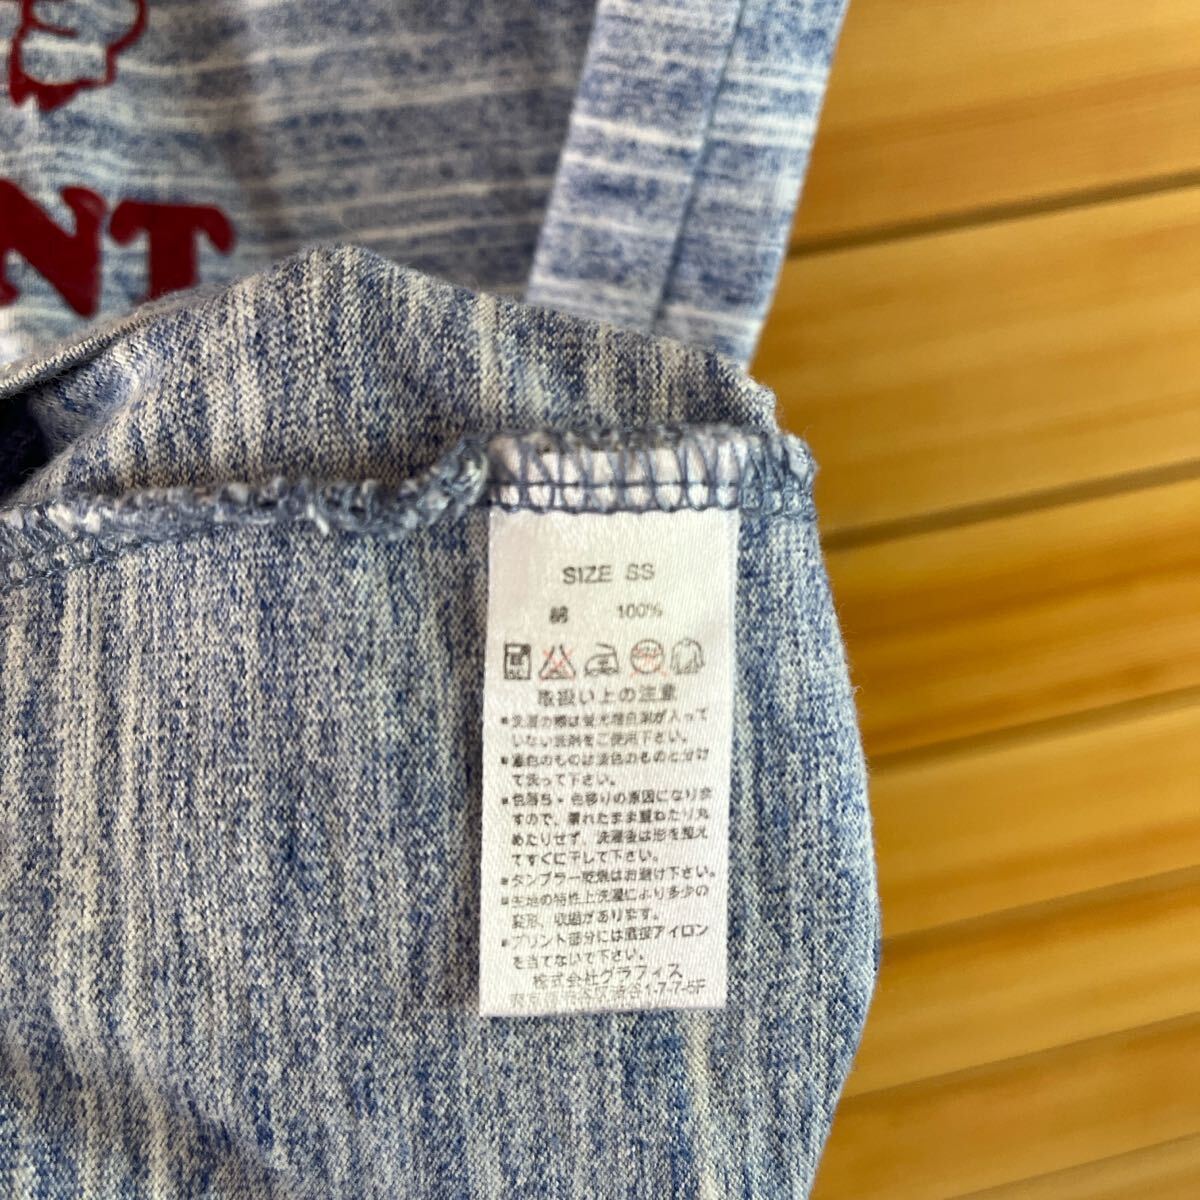 NT
SIZE SS
綿 100%
取扱い上の注意
■洗濯の際は蛍光増白剤が入って
いない洗剤をご使用下さい。
■濃色のものは淡色のものと分け
て洗って下さい。
■色落ち・色移りの原因になりま
すので、濡れたまま重ねたり丸
めたりせず、洗濯後は形を整え
てすぐに干して下さい。
■タンブラー乾燥はお避け下さい。
■生地の特性上洗濯により多少の
変形、収縮があります。
■プリント部分には直接アイロン
を当てないで下さい。
株式会社グラフィス
1-7-7-5F